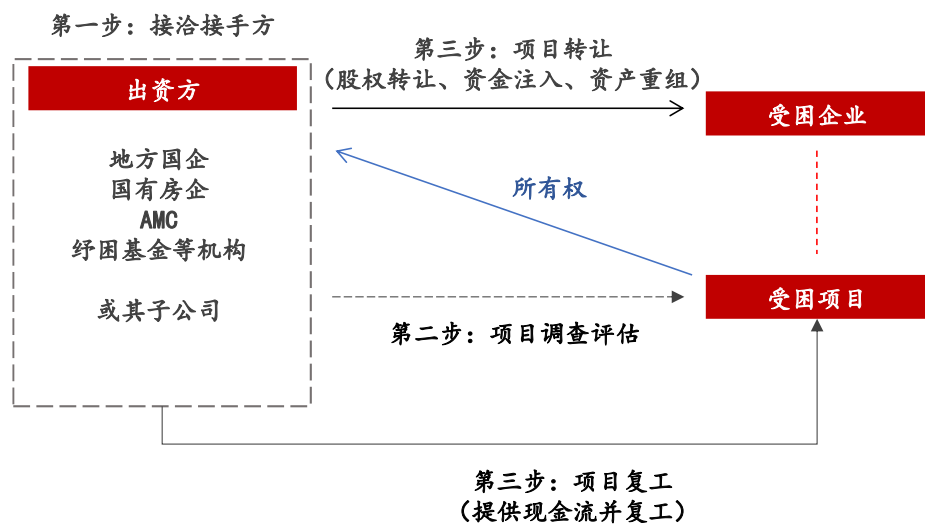 第一步：接洽接手方
第三步：项目转让
（股权转让、资金注入、资产重组）
出资方
受困企业
地方国企
国有房企
AMC
纾困基金等机构
或其子公司
所有权
受困项目
第二步：项目调查评估
第三步：项目复工
（提供现金流并复工）